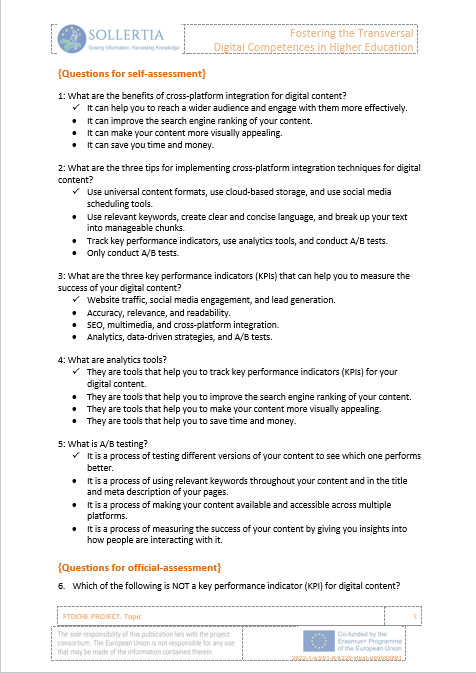 SOLLERTIA
Sowing Information, Harvesting Knowledge
Fostering the Transversal
Digital Competences in Higher Education
{Questions for self-assessment}
1: What are the benefits of cross-platform integration for digital content?
✓ It can help you to reach a wider audience and engage with them more effectively.
• It can improve the search engine ranking of your content.
• It can make your content more visually appealing.
• It can save you time and money.
2: What are the three tips for implementing cross-platform integration techniques for digital
content?
✓ Use universal content formats, use cloud-based storage, and use social media
scheduling tools.
• Use relevant keywords, create clear and concise language, and break up your text
into manageable chunks.
• Track key performance indicators, use analytics tools, and conduct A/B tests.
• Only conduct A/B tests.
3: What are the three key performance indicators (KPIs) that can help you to measure the
success of your digital content?
✓ Website traffic, social media engagement, and lead generation.
• Accuracy, relevance, and readability.
• SEO, multimedia, and cross-platform integration.
• Analytics, data-driven strategies, and A/B tests.
4: What are analytics tools?
✓ They are tools that help you to track key performance indicators (KPIs) for your
digital content.
• They are tools that help you to improve the search engine ranking of your content.
• They are tools that help you to make your content more visually appealing.
• They are tools that help you to save time and money.
5: What is A/B testing?
✓ It is a process of testing different versions of your content to see which one performs
better.
• It is a process of using relevant keywords throughout your content and in the title
and meta description of your pages.
• It is a process of making your content available and accessible across multiple
platforms.
• It is a process of measuring the success of your content by giving you insights into
how people are interacting with it.
{Questions for official-assessment}
6. Which of the following is NOT a key performance indicator (KPI) for digital content?
FTDCHE PROJECT. Topic
3
The sole responsibility of this publication lies with the project
consortium. The European Union is not responsible for any use
that may be made of the information contained therein.
Co-funded by the
Erasmus+ Programme
of the European Union